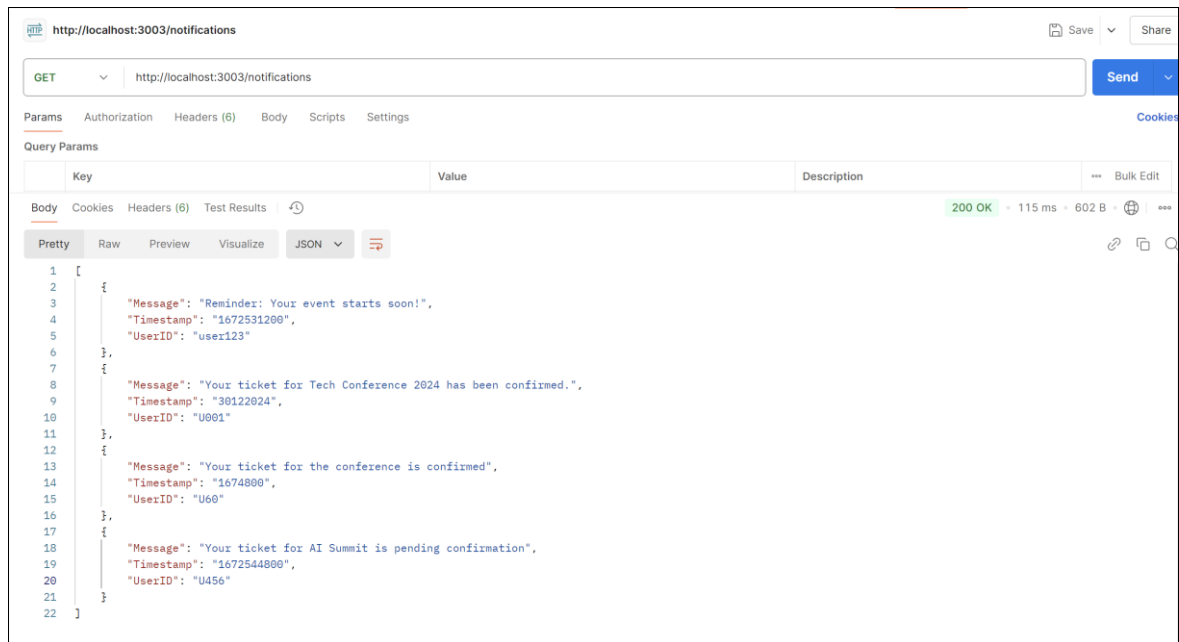 HTTP http://localhost:3003/notifications Save Share
GET http://localhost:3003/notifications Send
Params Authorization Headers (6) Body Scripts Settings Cookies
Query Params
Key Value Description Bulk Edit
Body Cookies Headers (6) Test Results 200 OK 115 ms 602 B
Pretty Raw Preview Visualize JSON
1 [
2 {
3 "Message": "Reminder: Your event starts soon!",
4 "Timestamp": "1672531200",
5 "UserID": "user123"
6 },
7 {
8 "Message": "Your ticket for Tech Conference 2024 has been confirmed.",
9 "Timestamp": "30122024",
10 "UserID": "U001"
11 },
12 {
13 "Message": "Your ticket for the conference is confirmed",
14 "Timestamp": "1674800",
15 "UserID": "U60"
16 },
17 {
18 "Message": "Your ticket for AI Summit is pending confirmation",
19 "Timestamp": "1672544800",
20 "UserID": "U456"
21 }
22 ]